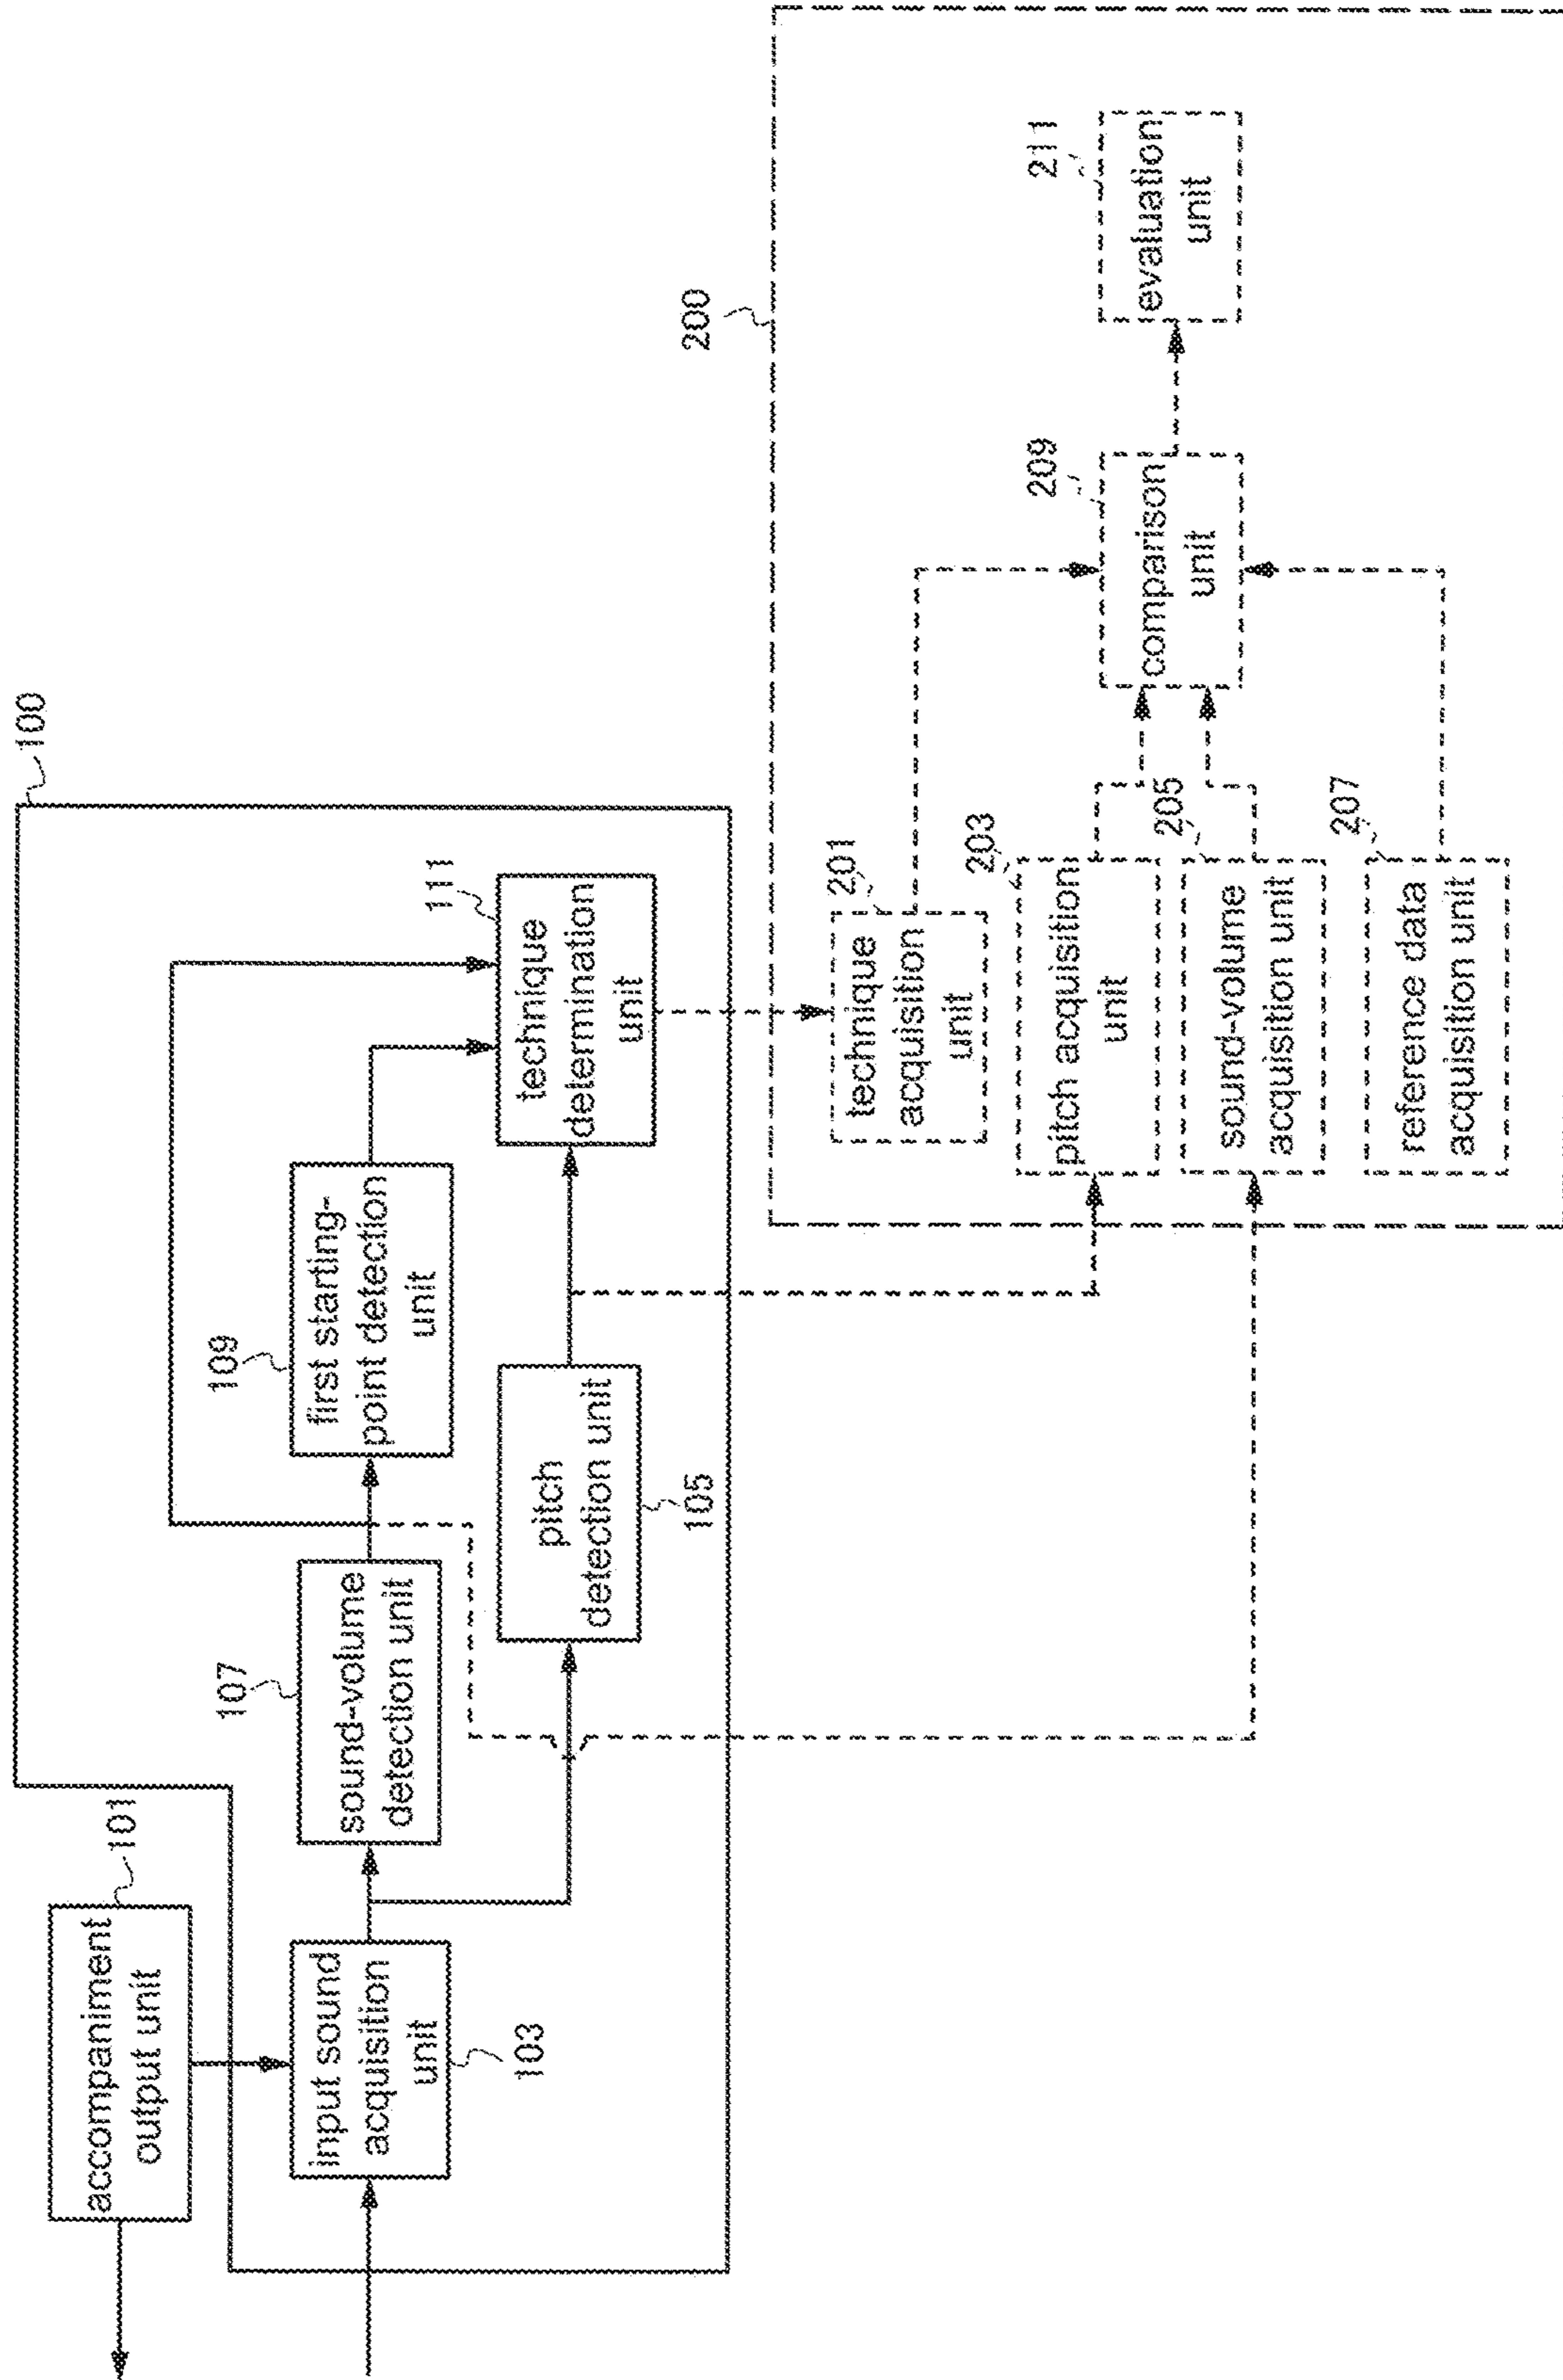 100
accompaniment
output unit
101
input sound
acquisition
unit
103
sound-volume
detection unit
107
first starting-
point detection
unit
109
pitch
detection unit
105
technique
determination
unit
111
200
technique
acquisition
unit
201
pitch acquisition
unit
203
sound-volume
acquisition unit
205
reference data
acquisition unit
207
comparison
unit
209
evaluation
unit
211